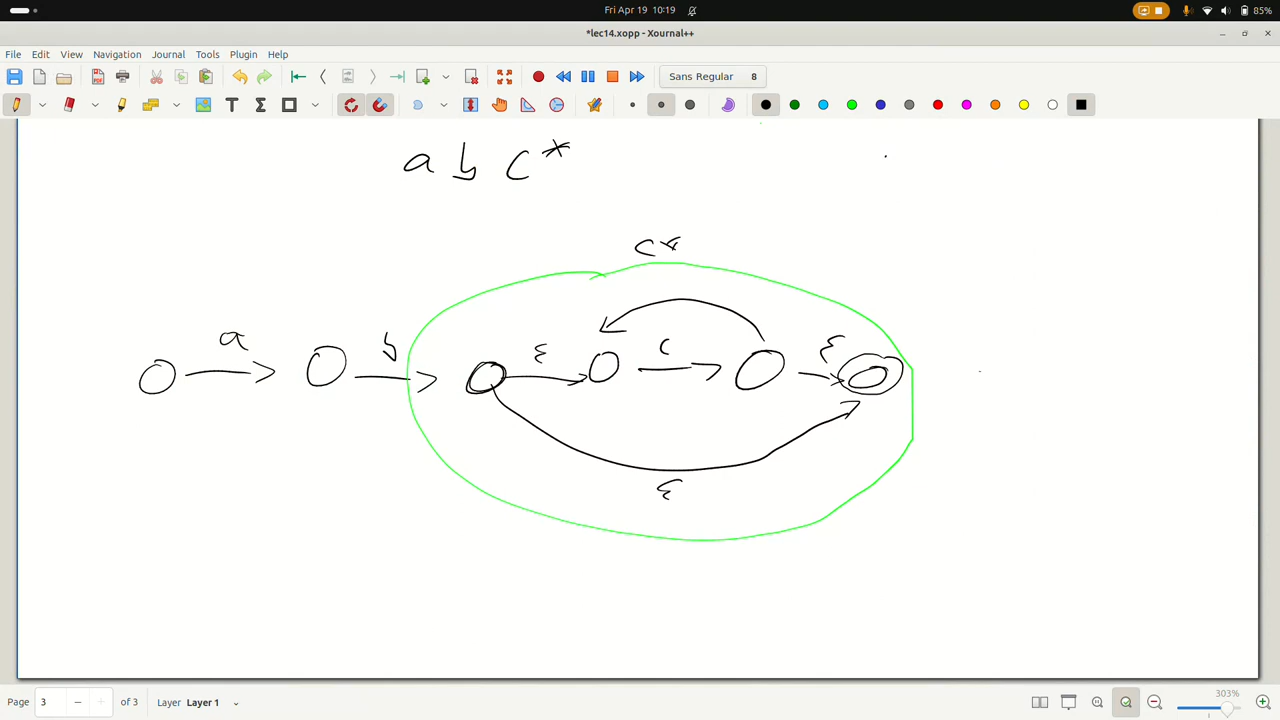 Fri Apr 19 10:19
85%
*lec14.xopp - Xournal++
File Edit View Navigation Journal Tools Plugin Help
Sans Regular 8
a b c*
c*
a b ε c ε
ε
Page 3 of 3 Layer Layer 1 303%